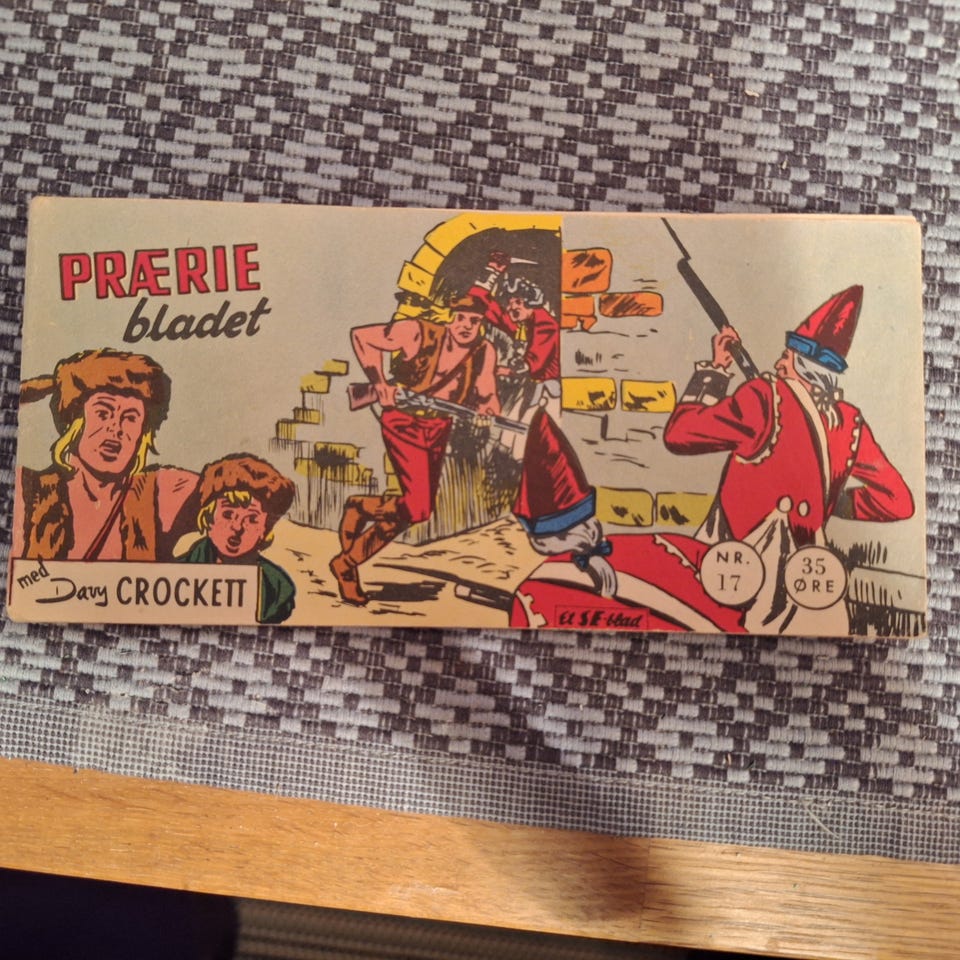 PRÆRIE
bladet
med Davy CROCKETT
Et SE-blad
NR.
17
35
ØRE